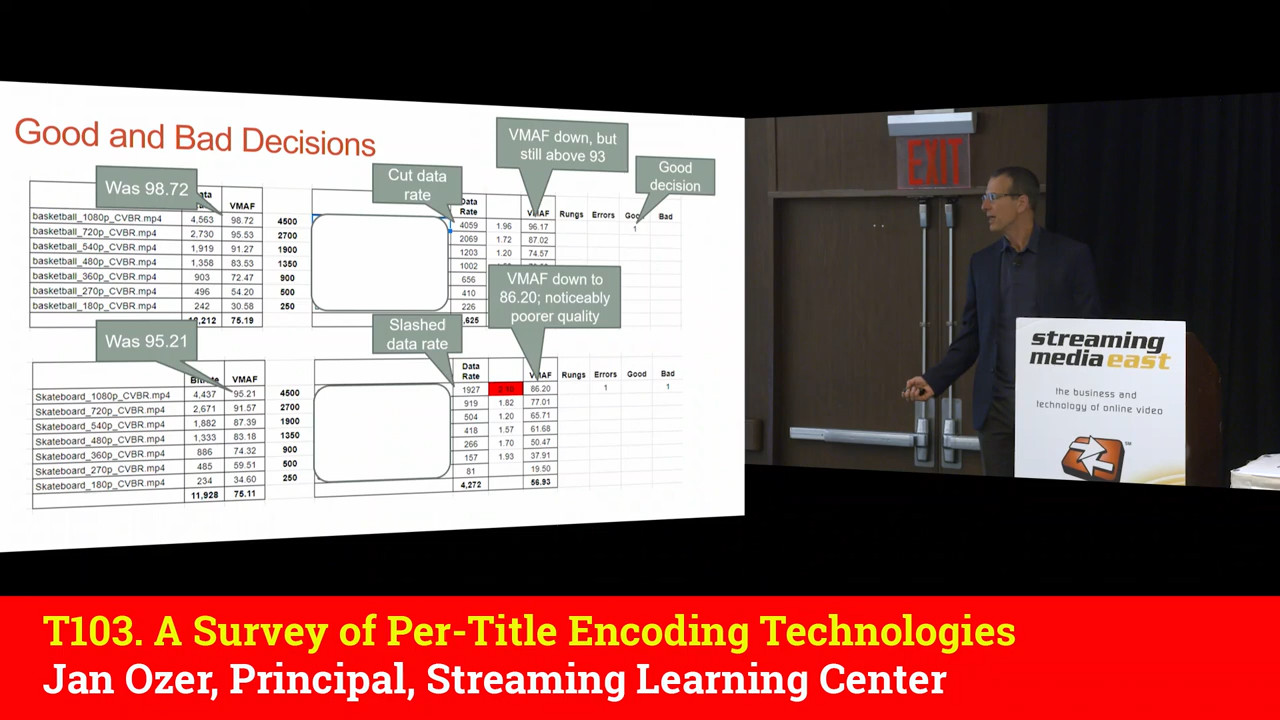 Good and Bad Decisions
VMAF down, but
still above 93
Good
decision
Was 98.72
Cut data
rate
VMAF
basketball_1080p_CVBR.mp4 4,563 98.72 4500
basketball_720p_CVBR.mp4 2,730 95.53 2700
basketball_540p_CVBR.mp4 1,919 91.27 1900
basketball_480p_CVBR.mp4 1,358 83.53 1350
basketball_360p_CVBR.mp4 903 72.47 900
basketball_270p_CVBR.mp4 496 54.20 500
basketball_180p_CVBR.mp4 242 30.58 250
75.19
Data
Rate VMAF Rungs Errors Bad
4059 1.96 96.17 1
2069 1.72 87.02
1203 1.20 74.57
1002
656
410
226
VMAF down to
86.20; noticeably
poorer quality
Was 95.21
Slashed
data rate
VMAF
Skateboard_1080p_CVBR.mp4 4,437 95.21 4500
Skateboard_720p_CVBR.mp4 2,671 91.57 2700
Skateboard_540p_CVBR.mp4 1,882 87.39 1900
Skateboard_480p_CVBR.mp4 1,333 83.18 1350
Skateboard_360p_CVBR.mp4 886 74.32 900
Skateboard_270p_CVBR.mp4 485 59.51 500
Skateboard_180p_CVBR.mp4 234 34.60 250
11,928 75.11
Data
Rate VMAF Rungs Errors Good Bad
1927 86.20 1 1
919 1.82 77.01
504 1.20 65.71
418 1.57 61.68
266 1.70 50.47
157 1.93 37.91
81 19.50
4,272 56.93
EXIT
streaming
media east
the business and
technology of online video
T103. A Survey of Per-Title Encoding Technologies
Jan Ozer, Principal, Streaming Learning Center